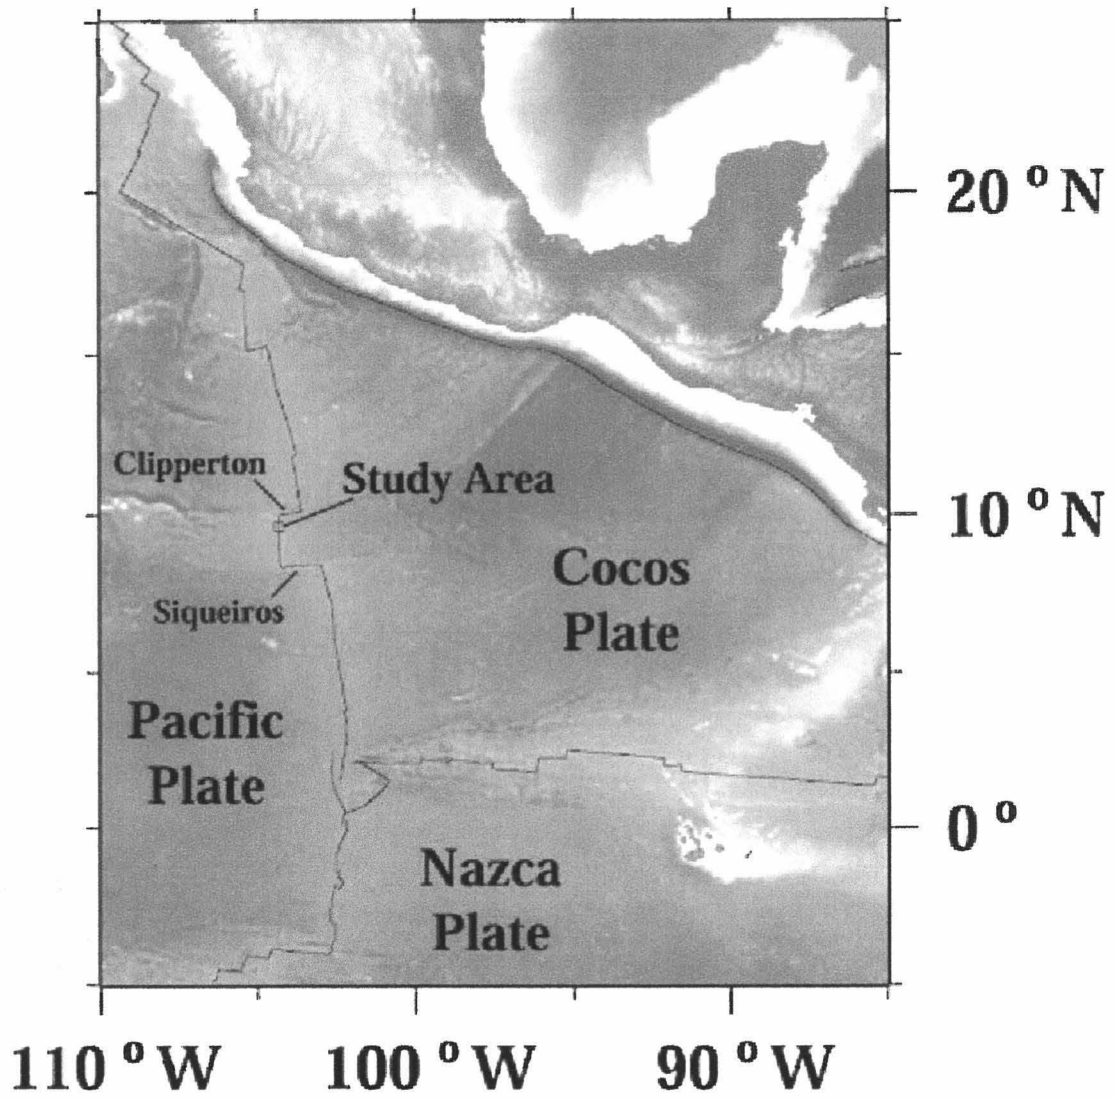 20 º N
Clipperton
Study Area
10 º N
Cocos
Plate
Siqueiros
Pacific
Plate
0 º
Nazca
Plate
110 º W
100 º W
90 º W